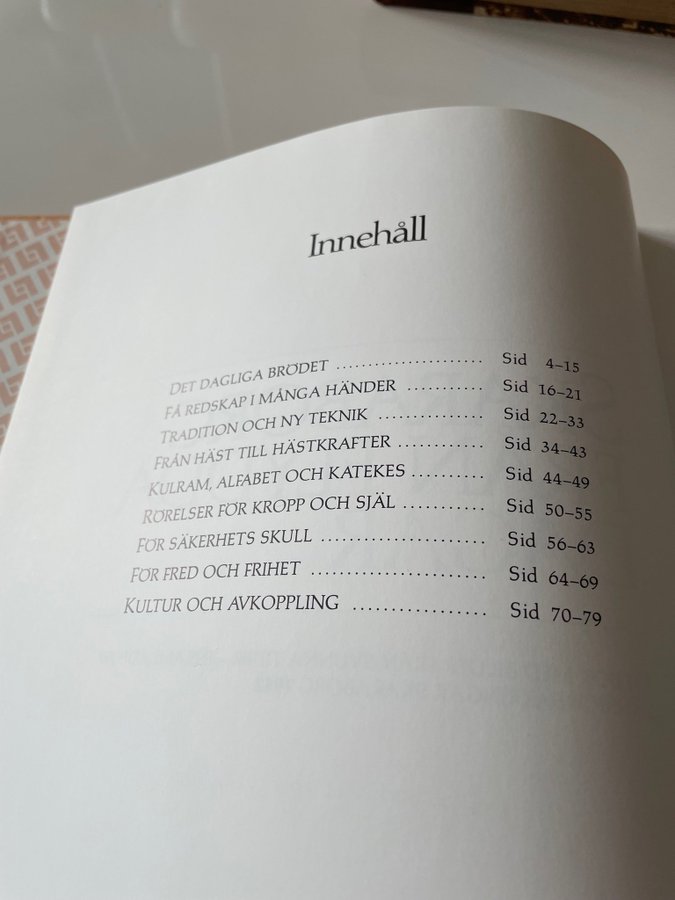 Innehåll
DET DAGLIGA BRÖDET ...................... Sid 4–15
FÅ REDSKAP I MÅNGA HÄNDER ........... Sid 16–21
TRADITION OCH NY TEKNIK ............... Sid 22–33
FRÅN HÄST TILL HÄSTKRAFTER ............ Sid 34–43
KULRAM, ALFABET OCH KATEKES .......... Sid 44–49
RÖRELSER FÖR KROPP OCH SJÄL ........... Sid 50–55
FÖR SÄKERHETS SKULL ...................... Sid 56–63
FÖR FRED OCH FRIHET ....................... Sid 64–69
KULTUR OCH AVKOPPLING ................. Sid 70–79